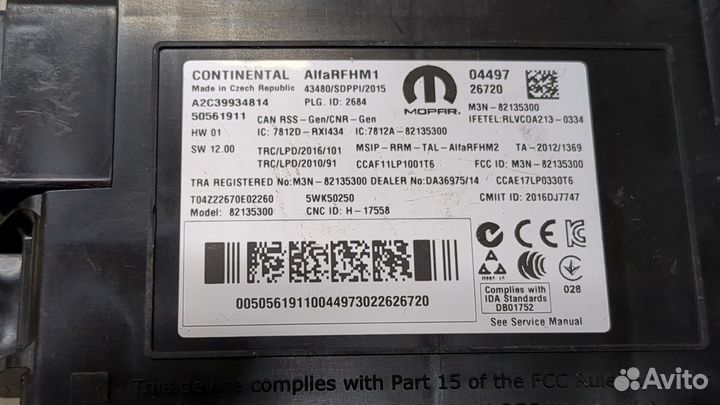 CONTINENTAL AlfaRFHM1 04497
Made in Czech Republic 43480/SDPPI/2015 26720
A2C39934814 PLG. ID: 2684 MOPAR® M3N-82135300
50561911 CAN RSS-Gen/CNR-Gen IFETEL:RLVCOA213-0334
HW 01 IC: 7812D-RXI434 IC:7812A-82135300
SW 12.00 TRC/LPD/2016/101 MSIP-RRM-TAL-AlfaRFHM2 TA-2012/1369
TRC/LPD/2010/91 CCAF11LP1001T6 FCC ID: M3N-82135300
TRA REGISTERED No:M3N-82135300 DEALER No:DA36975/14 CCAE17LP0330T6
T04Z22670E02260 5WK50250 CMIIT ID: 2016DJ7747
Model: 82135300 CNC ID: H-17558
028
Complies with
IDA Standards
DB01752
00505619110044973022626720
See Service Manual
This device complies with Part 15 of the FCC Rule
Avito